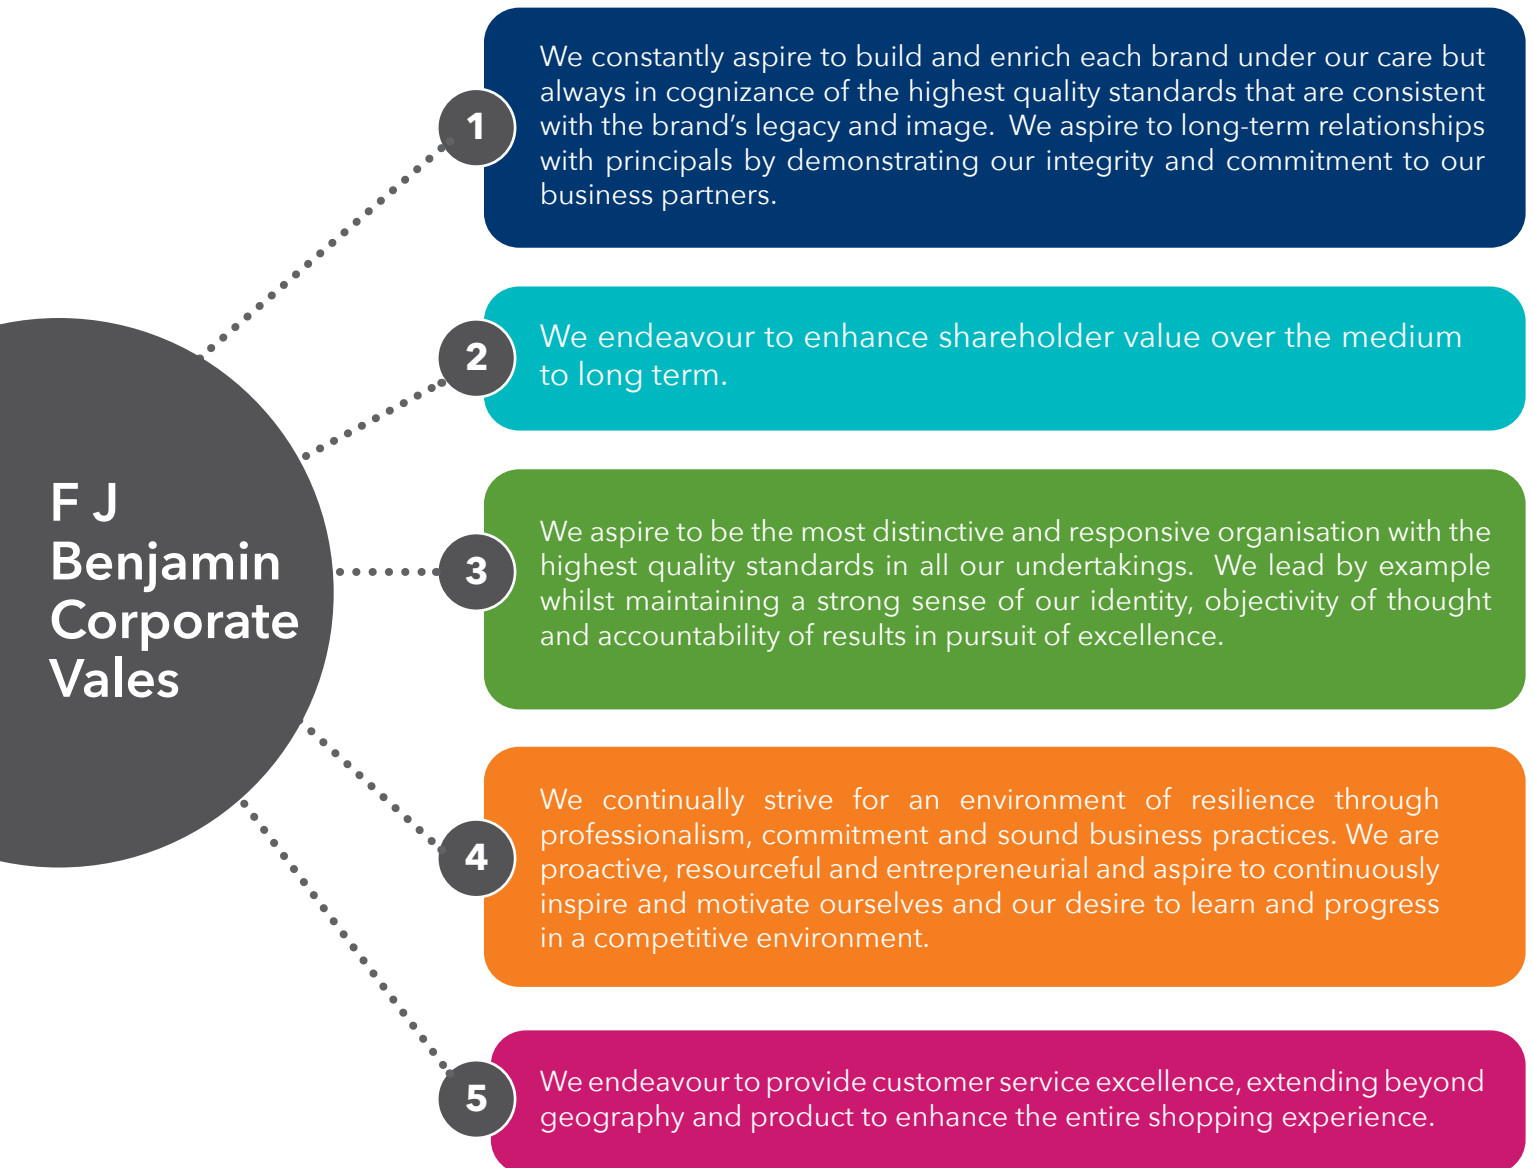 F J
Benjamin
Corporate
Vales
1
We constantly aspire to build and enrich each brand under our care but
always in cognizance of the highest quality standards that are consistent
with the brand’s legacy and image.  We aspire to long-term relationships
with principals by demonstrating our integrity and commitment to our
business partners.
2
We endeavour to enhance shareholder value over the medium
to long term.
3
We aspire to be the most distinctive and responsive organisation with the
highest quality standards in all our undertakings.  We lead by example
whilst maintaining a strong sense of our identity, objectivity of thought
and accountability of results in pursuit of excellence.
4
We continually strive for an environment of resilience through
professionalism, commitment and sound business practices. We are
proactive, resourceful and entrepreneurial and aspire to continuously
inspire and motivate ourselves and our desire to learn and progress
in a competitive environment.
5
We endeavour to provide customer service excellence, extending beyond
geography and product to enhance the entire shopping experience.